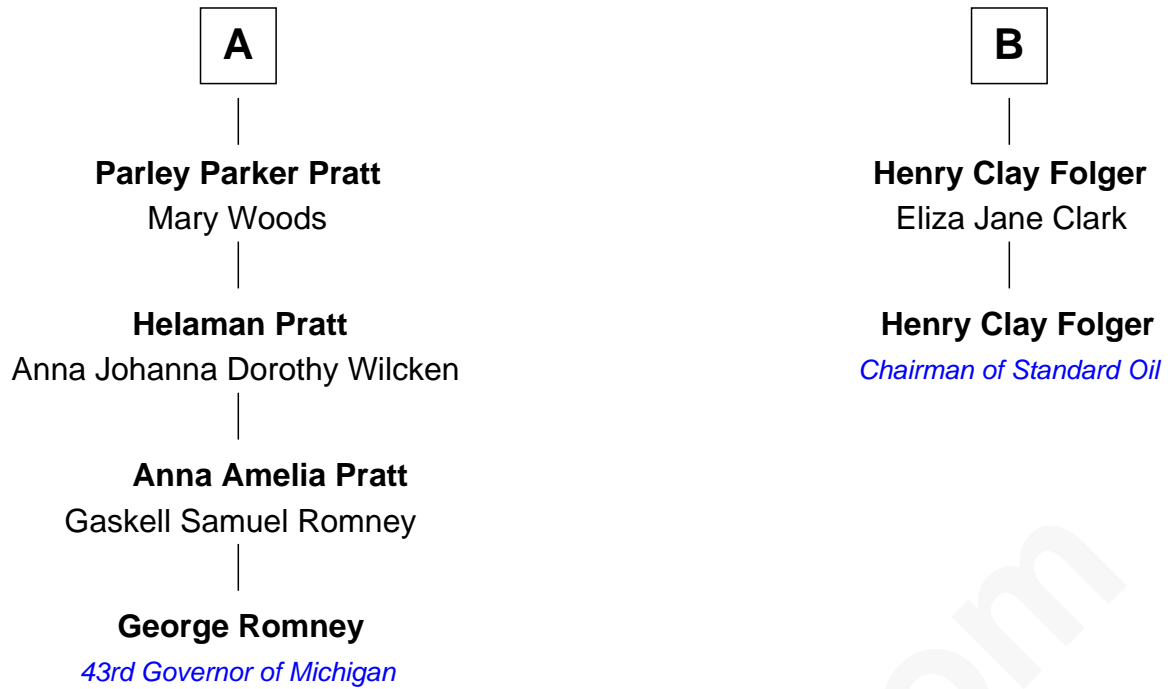 A
Parley Parker Pratt
Mary Woods
Helaman Pratt
Anna Johanna Dorothy Wilcken
Anna Amelia Pratt
Gaskell Samuel Romney
George Romney
43rd Governor of Michigan
B
Henry Clay Folger
Eliza Jane Clark
Henry Clay Folger
Chairman of Standard Oil
om